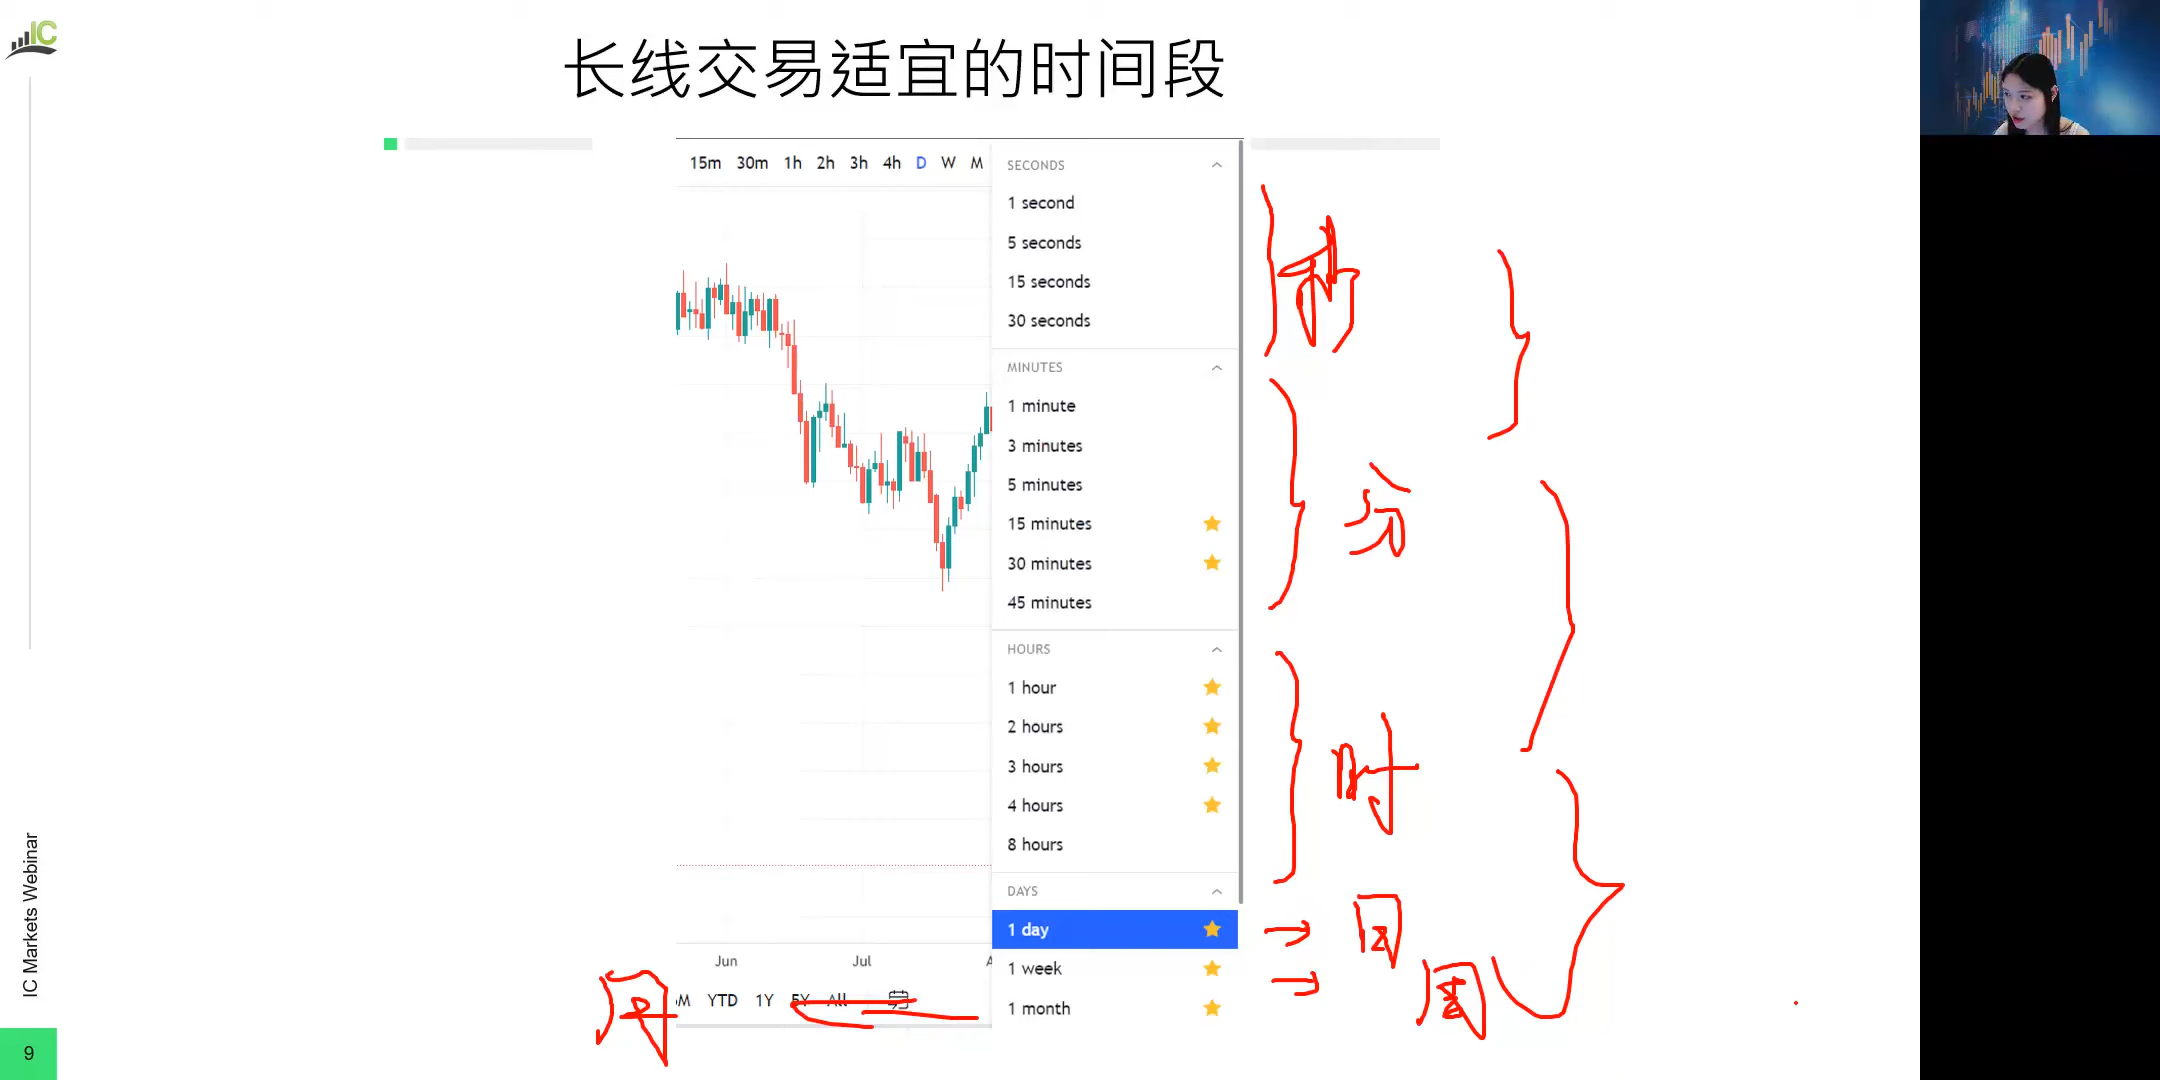 IC
长线交易适宜的时间段
15m 30m 1h 2h 3h 4h D W M
SECONDS
1 second
5 seconds
15 seconds
30 seconds
秒
MINUTES
1 minute
3 minutes
5 minutes
15 minutes
30 minutes
45 minutes
分
HOURS
1 hour
2 hours
3 hours
4 hours
8 hours
时
DAYS
1 day
日
1 week
周
1 month
月
Jun Jul
YTD 1Y 5Y All
IC Markets Webinar
9